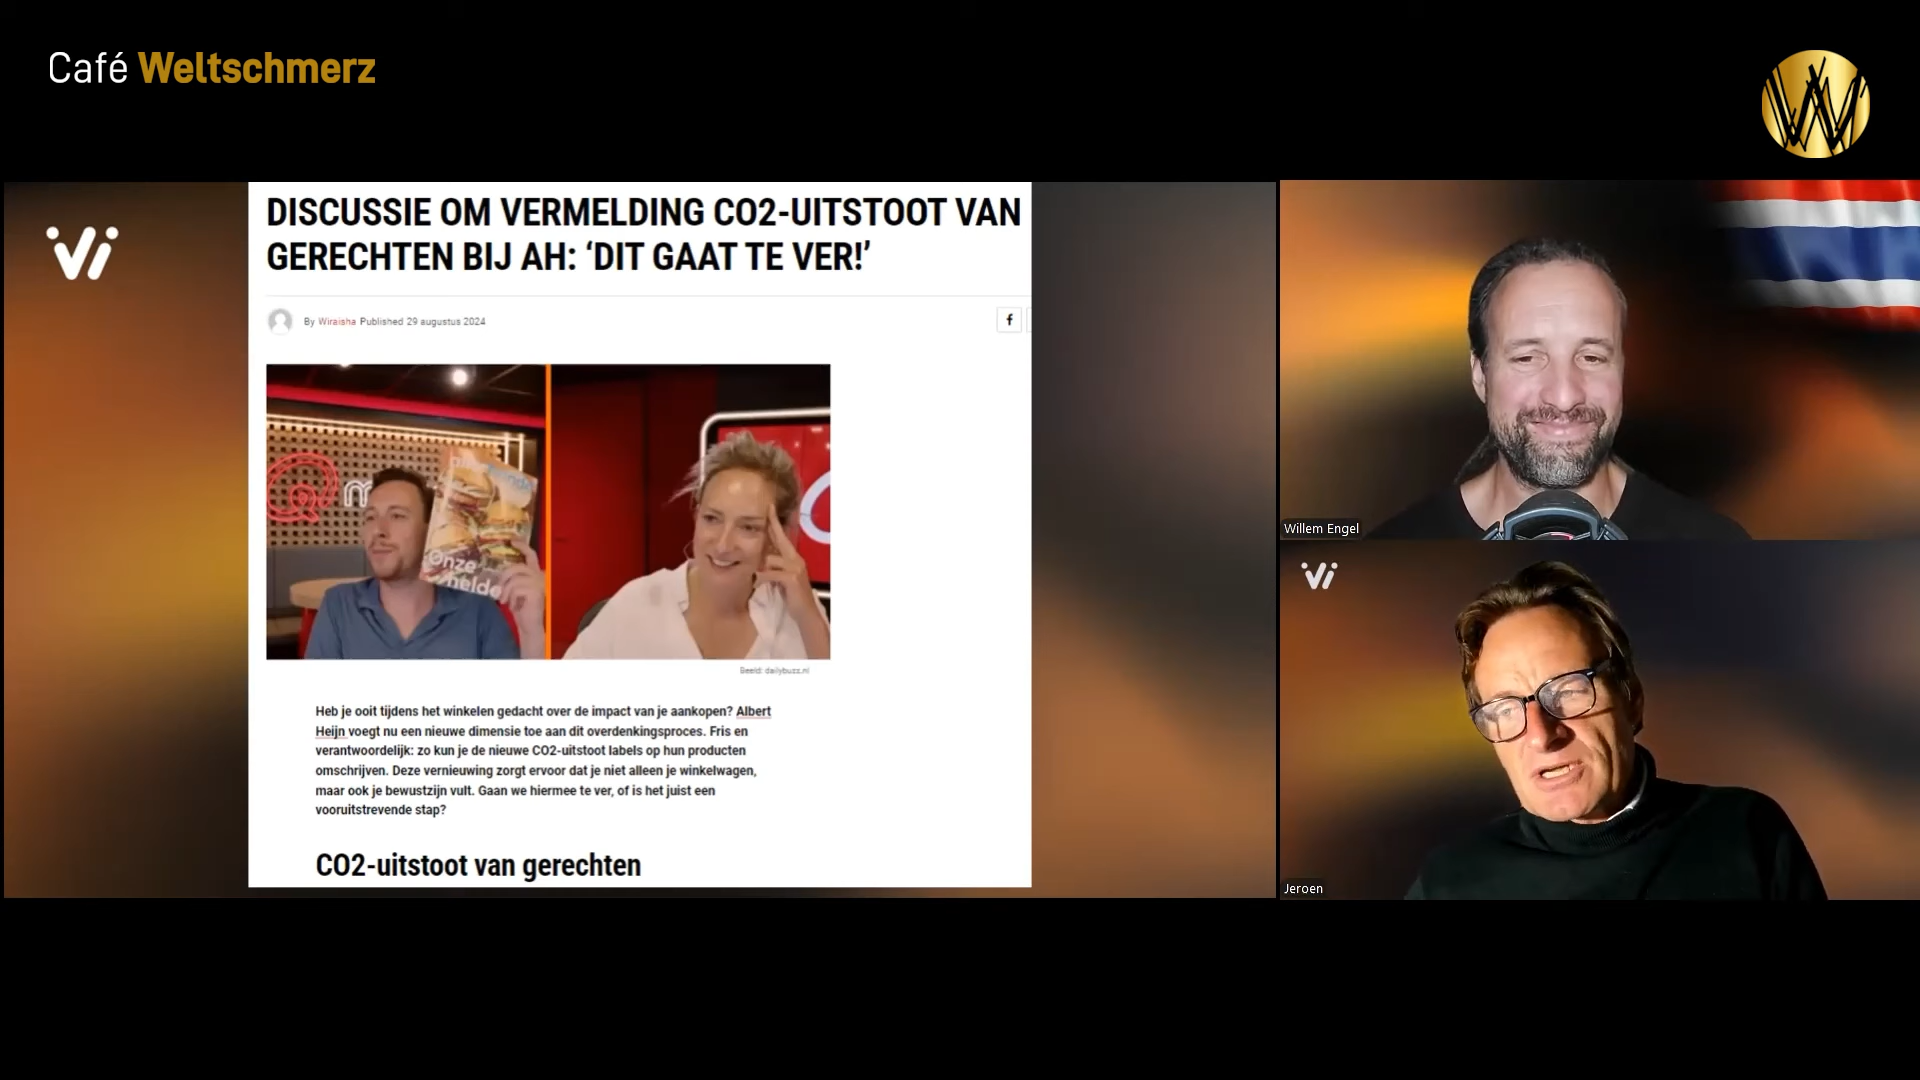 Café Weltschmerz
DISCUSSIE OM VERMELDING CO2-UITSTOOT VAN
GERECHTEN BIJ AH: ‘DIT GAAT TE VER!’
By Wiraisha Published 29 augustus 2024
f
Q m
Onze
helde
Beeld: dailybuzz.nl
Heb je ooit tijdens het winkelen gedacht over de impact van je aankopen? Albert
Heijn voegt nu een nieuwe dimensie toe aan dit overdenkingsproces. Fris en
verantwoordelijk: zo kun je de nieuwe CO2-uitstoot labels op hun producten
omschrijven. Deze vernieuwing zorgt ervoor dat je niet alleen je winkelwagen,
maar ook je bewustzijn vult. Gaan we hiermee te ver, of is het juist een
vooruitstrevende stap?
CO2-uitstoot van gerechten
Willem Engel
Jeroen